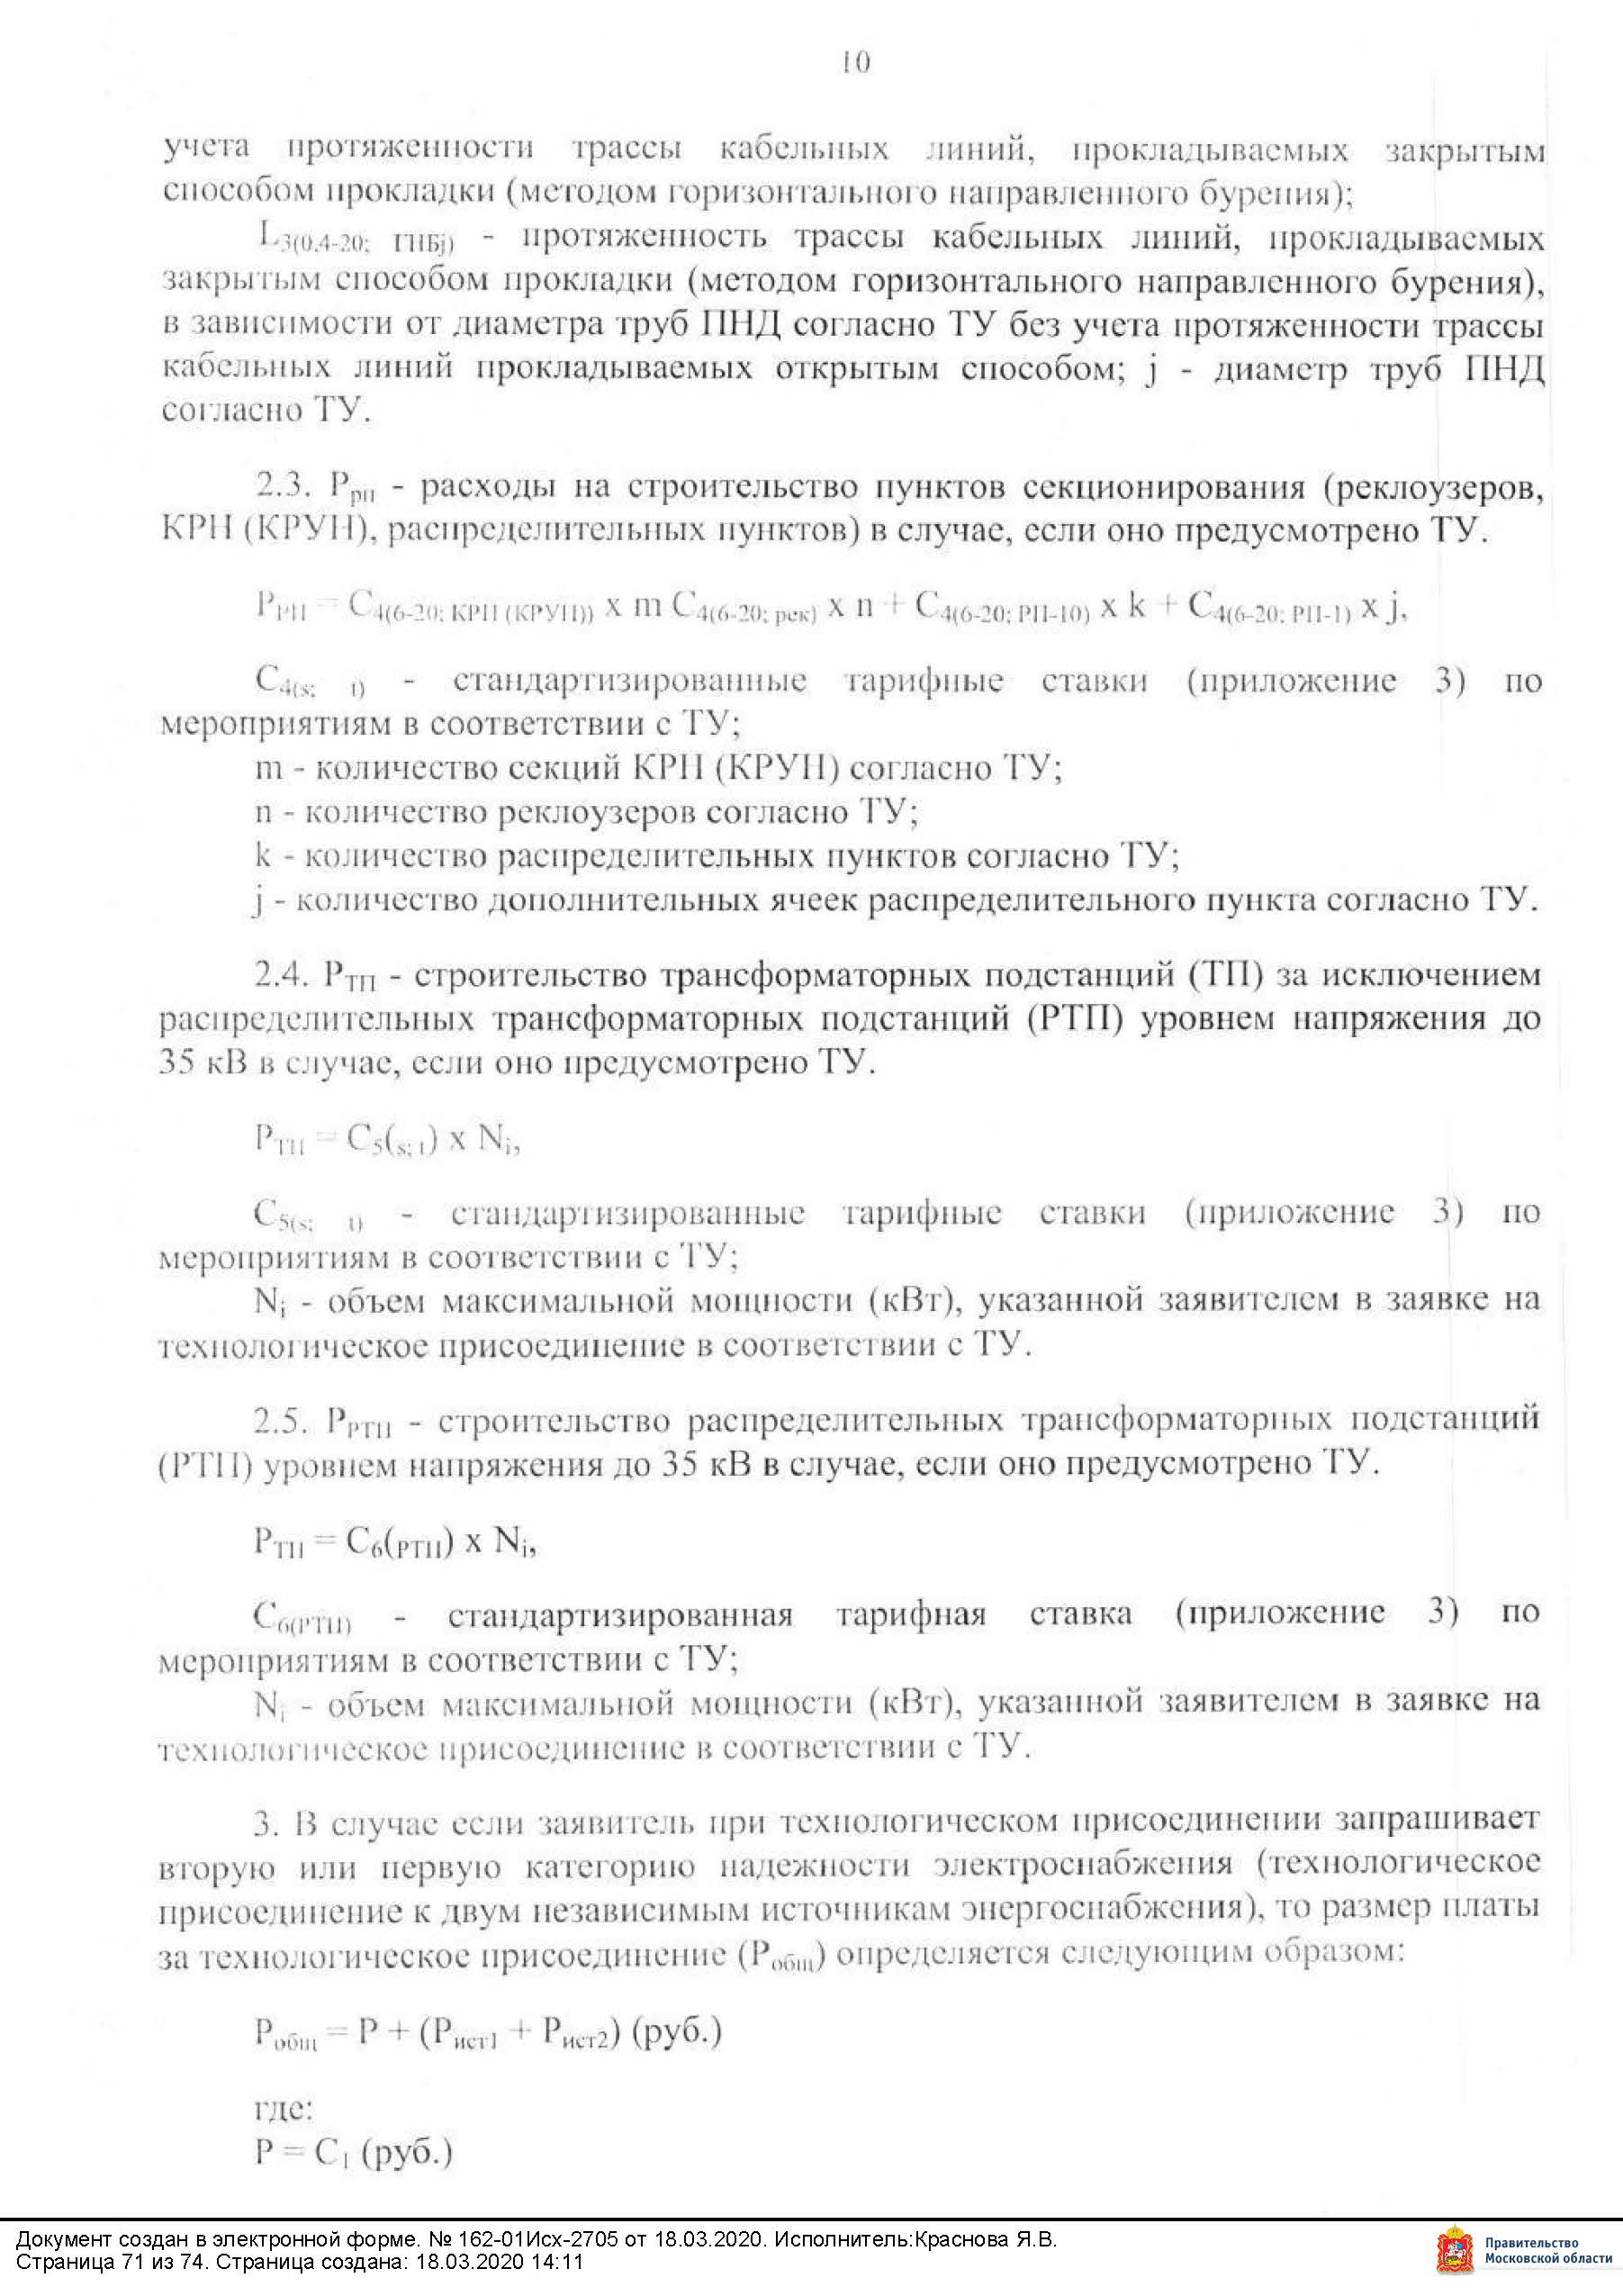 10
учета протяженности трассы кабельных линий, прокладываемых закрытым
способом прокладки (методом горизонтального направленного бурения);
L3(0,4-20; ГНБj) - протяженность трассы кабельных линий, прокладываемых
закрытым способом прокладки (методом горизонтального направленного бурения),
в зависимости от диаметра труб ПНД согласно ТУ без учета протяженности трассы
кабельных линий прокладываемых открытым способом; j - диаметр труб ПНД
согласно ТУ.
2.3. Ррп - расходы на строительство пунктов секционирования (реклоузеров,
КРН (КРУН), распределительных пунктов) в случае, если оно предусмотрено ТУ.
РРП = С4(6-20; КРН (КРУН)) x m С4(6-20; рек) x n + С4(6-20; РП-10) x k + С4(6-20; РП-1) x j,
С4(s; t) - стандартизированные тарифные ставки (приложение 3) по
мероприятиям в соответствии с ТУ;
m - количество секций КРН (КРУН) согласно ТУ;
n - количество реклоузеров согласно ТУ;
k - количество распределительных пунктов согласно ТУ;
j - количество дополнительных ячеек распределительного пункта согласно ТУ.
2.4. РТП - строительство трансформаторных подстанций (ТП) за исключением
распределительных трансформаторных подстанций (РТП) уровнем напряжения до
35 кВ в случае, если оно предусмотрено ТУ.
РТП = С5(s; t) x Ni,
С5(s; t) - стандартизированные тарифные ставки (приложение 3) по
мероприятиям в соответствии с ТУ;
Ni - объем максимальной мощности (кВт), указанной заявителем в заявке на
технологическое присоединение в соответствии с ТУ.
2.5. РРТП - строительство распределительных трансформаторных подстанций
(РТП) уровнем напряжения до 35 кВ в случае, если оно предусмотрено ТУ.
РТП = С6(РТП) x Ni,
С6(РТП) - стандартизированная тарифная ставка (приложение 3) по
мероприятиям в соответствии с ТУ;
Ni - объем максимальной мощности (кВт), указанной заявителем в заявке на
технологическое присоединение в соответствии с ТУ.
3. В случае если заявитель при технологическом присоединении запрашивает
вторую или первую категорию надежности электроснабжения (технологическое
присоединение к двум независимым источникам энергоснабжения), то размер платы
за технологическое присоединение (Робщ) определяется следующим образом:
Робщ = Р + (Рист1 + Рист2) (руб.)
где:
Р = С1 (руб.)
Документ создан в электронной форме. № 162-01Исх-2705 от 18.03.2020. Исполнитель:Краснова Я.В.
Страница 71 из 74. Страница создана: 18.03.2020 14:11
Правительство
Московской области